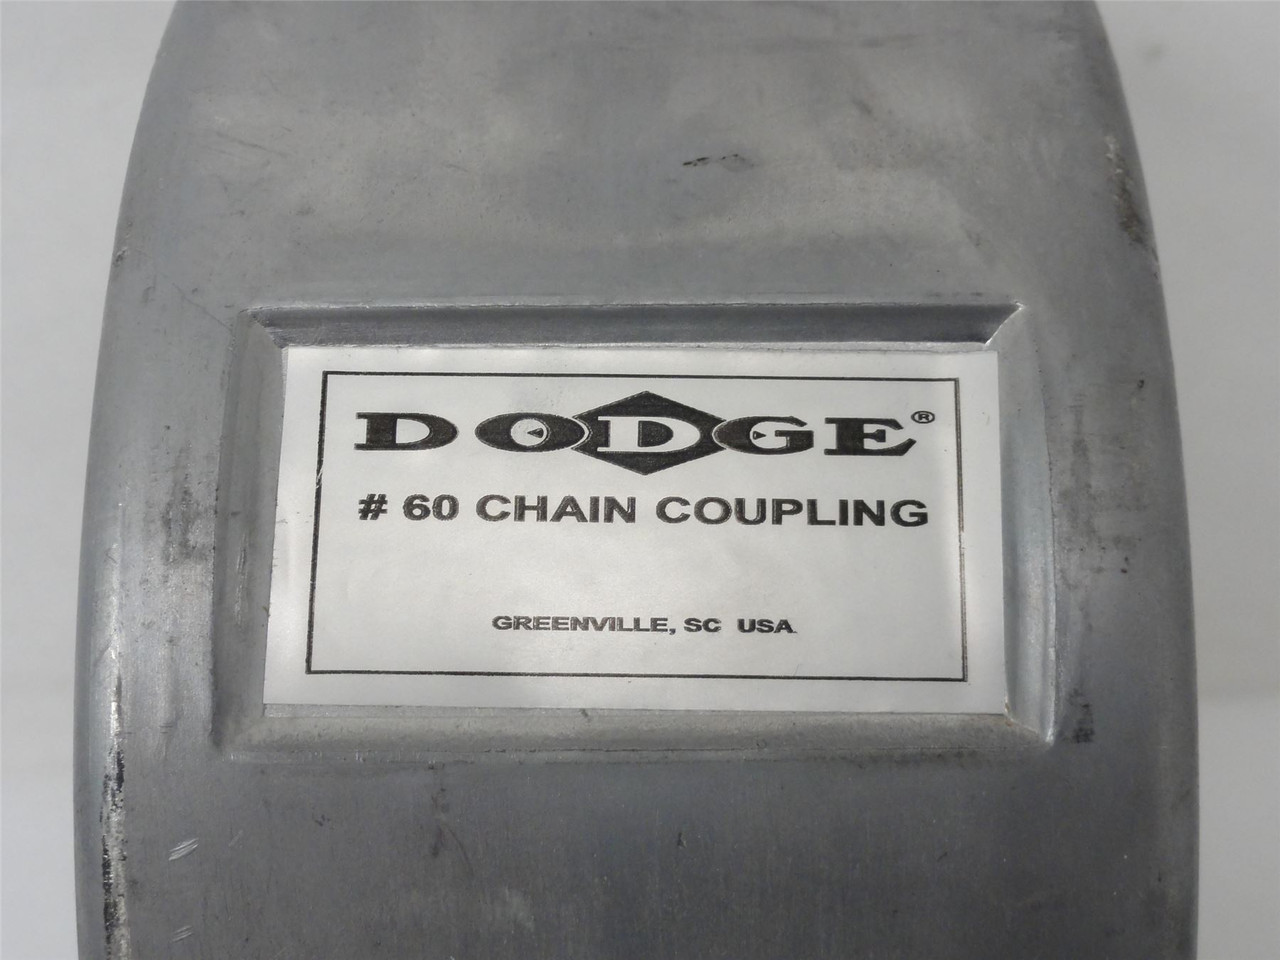 DODGE®
# 60 CHAIN COUPLING
GREENVILLE, SC USA